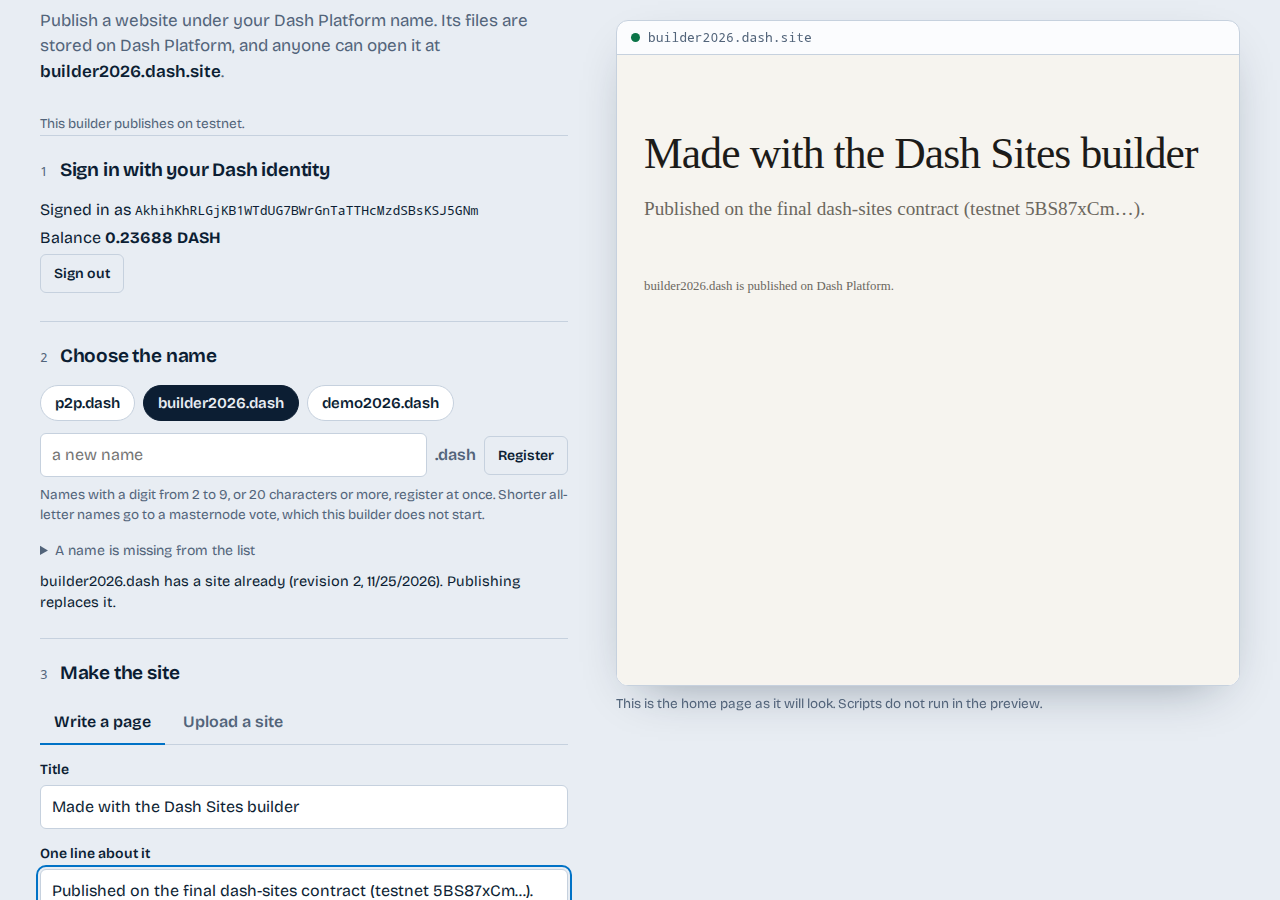 Publish a website under your Dash Platform name. Its files are
stored on Dash Platform, and anyone can open it at
builder2026.dash.site.
This builder publishes on testnet.
1 Sign in with your Dash identity
Signed in as AkhihKhRLGjKB1WTdUG7BWrGnTaTTHcMzdSBsKSJ5GNm
Balance 0.23688 DASH
Sign out
2 Choose the name
p2p.dash builder2026.dash demo2026.dash
a new name .dash Register
Names with a digit from 2 to 9, or 20 characters or more, register at once. Shorter all-
letter names go to a masternode vote, which this builder does not start.
A name is missing from the list
builder2026.dash has a site already (revision 2, 11/25/2026). Publishing
replaces it.
3 Make the site
Write a page Upload a site
Title
Made with the Dash Sites builder
One line about it
Published on the final dash-sites contract (testnet 5BS87xCm…).
builder2026.dash.site
Made with the Dash Sites builder
Published on the final dash-sites contract (testnet 5BS87xCm…).
builder2026.dash is published on Dash Platform.
This is the home page as it will look. Scripts do not run in the preview.